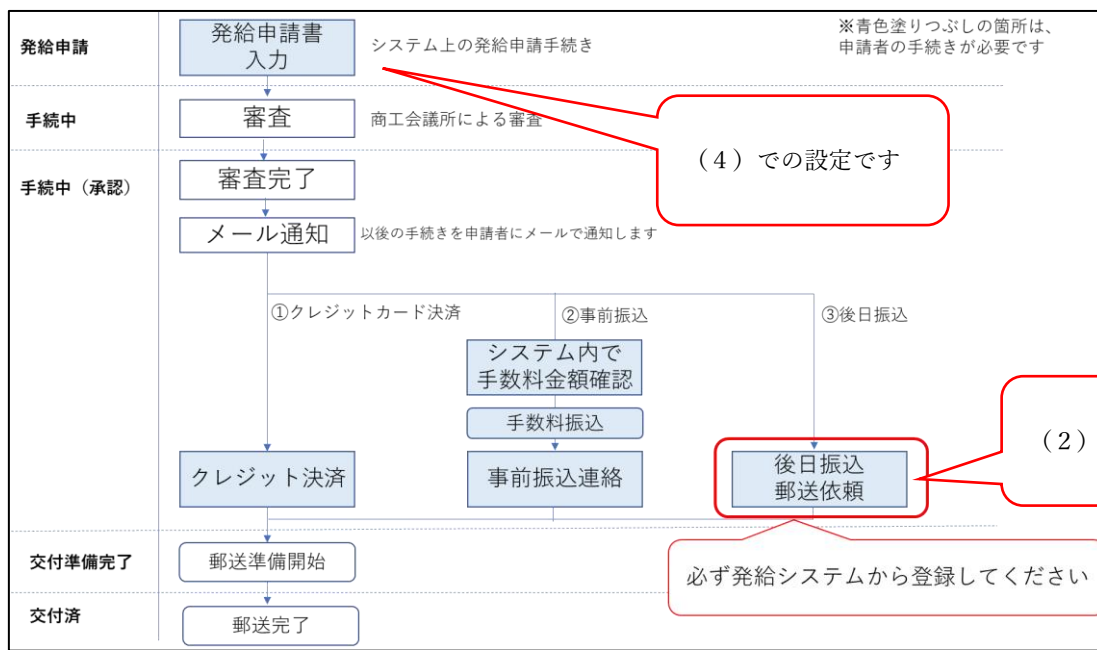 発給申請
発給申請書
入力
システム上の発給申請手続き
※青色塗りつぶしの箇所は、
申請者の手続きが必要です
手続中
審査
商工会議所による審査
（４）での設定です
手続中（承認）
審査完了
メール通知
以後の手続きを申請者にメールで通知します
①クレジットカード決済
②事前振込
③後日振込
システム内で
手数料金額確認
手数料振込
クレジット決済
事前振込連絡
後日振込
郵送依頼
（２）
必ず発給システムから登録してください
交付準備完了
郵送準備開始
交付済
郵送完了